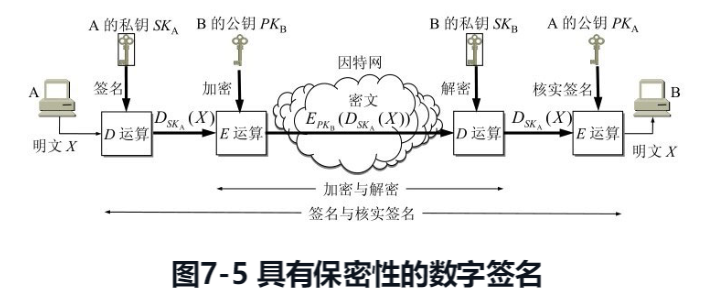 A 的私钥 SK_A
B 的公钥 PK_B
B 的私钥 SK_B
A 的公钥 PK_A
因特网
签名
加密
解密
核实签名
A
密文
B
D_{SK_A}(X)
E_{PK_B}(D_{SK_A}(X))
D_{SK_A}(X)
D 运算
E 运算
D 运算
E 运算
明文 X
明文 X
加密与解密
签名与核实签名
图7-5 具有保密性的数字签名